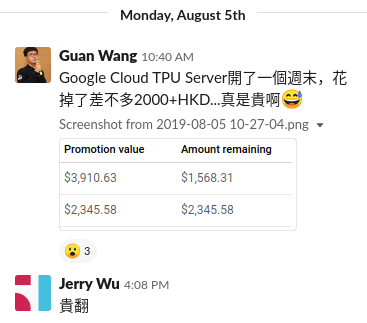 Monday, August 5th
Guan Wang 10:40 AM
Google Cloud TPU Server開了一個週末，花
掉了差不多2000+HKD...真是貴啊😅
Screenshot from 2019-08-05 10-27-04.png
Promotion value Amount remaining
$3,910.63 $1,568.31
$2,345.58 $2,345.58
😮 3
Jerry Wu 4:08 PM
貴翻